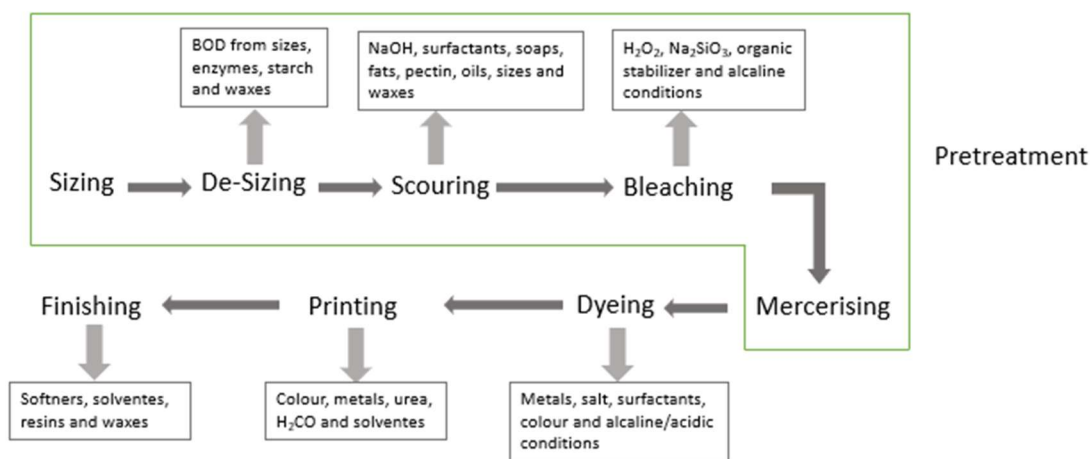 BOD from sizes,
enzymes, starch
and waxes
NaOH, surfactants, soaps,
fats, pectin, oils, sizes and
waxes
H₂O₂, Na₂SiO₃, organic
stabilizer and alcaline
conditions
Pretreatment
Sizing
De-Sizing
Scouring
Bleaching
Finishing
Printing
Dyeing
Mercerising
Softners, solventes,
resins and waxes
Colour, metals, urea,
H₂CO and solventes
Metals, salt, surfactants,
colour and alcaline/acidic
conditions